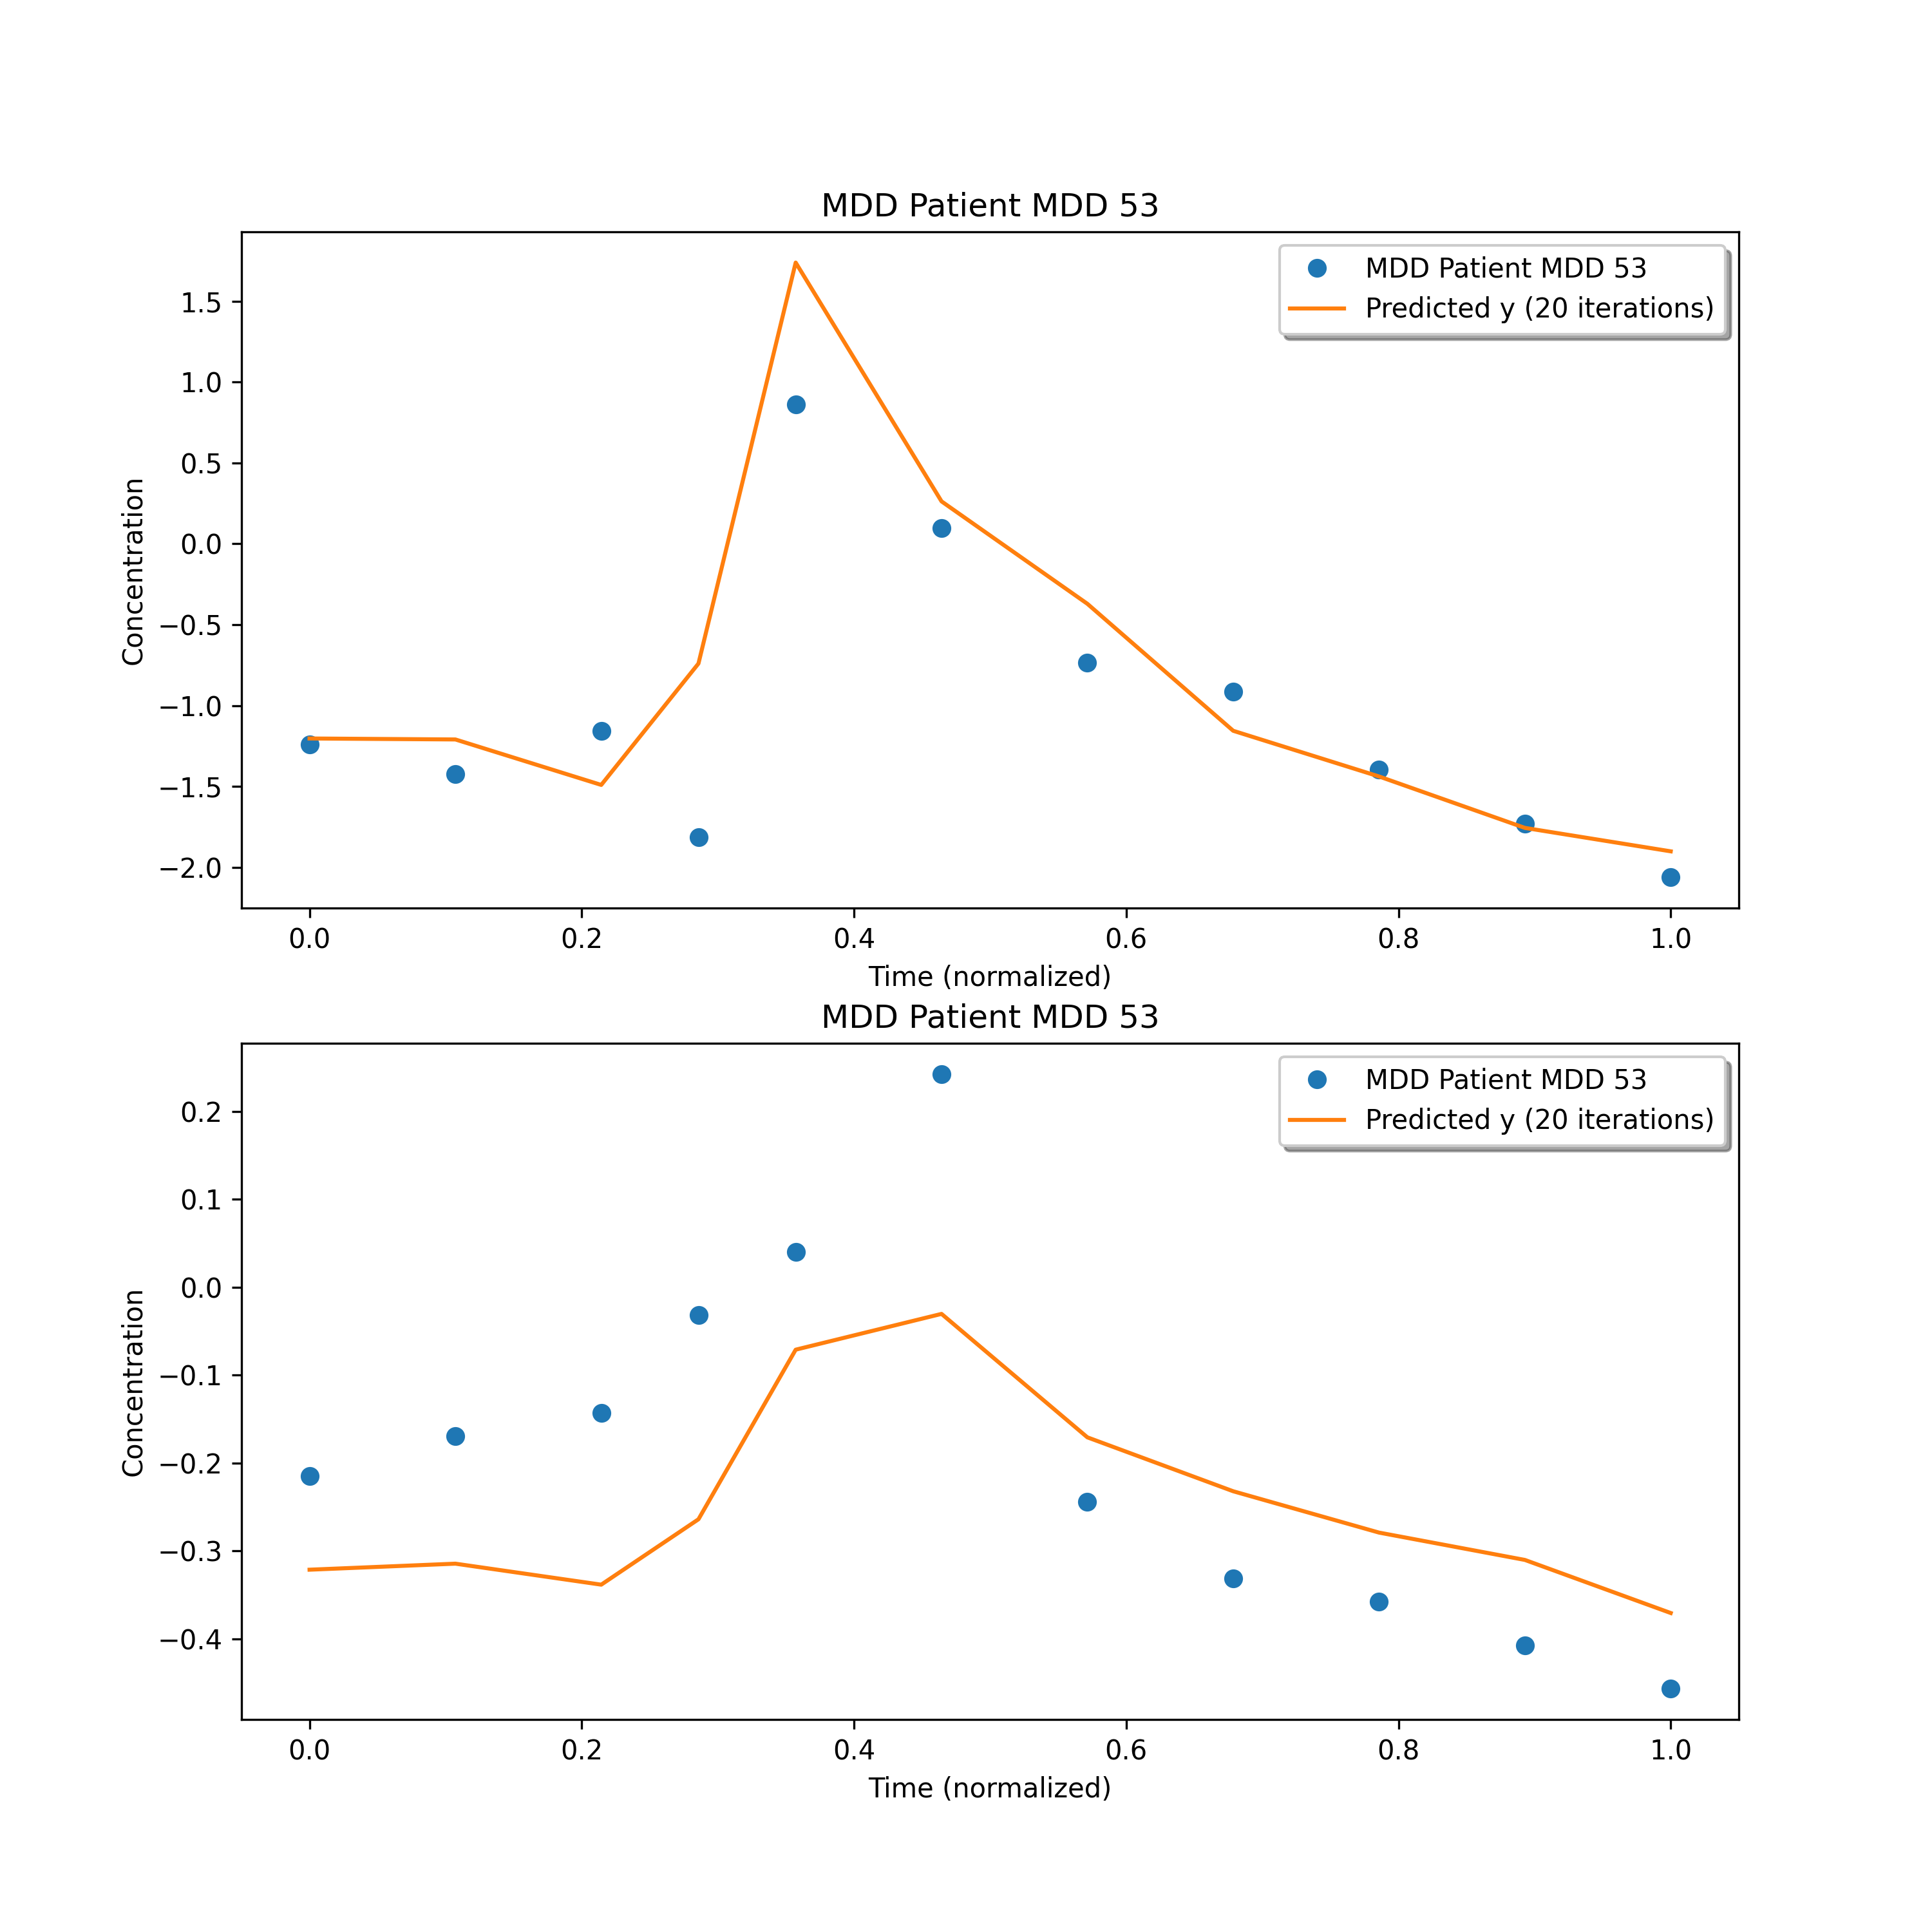 MDD Patient MDD 53
MDD Patient MDD 53
Predicted y (20 iterations)
1.5
1.0
0.5
0.0
−0.5
−1.0
−1.5
−2.0
Concentration
0.0 0.2 0.4 0.6 0.8 1.0
Time (normalized)
MDD Patient MDD 53
MDD Patient MDD 53
Predicted y (20 iterations)
0.2
0.1
0.0
−0.1
−0.2
−0.3
−0.4
Concentration
0.0 0.2 0.4 0.6 0.8 1.0
Time (normalized)